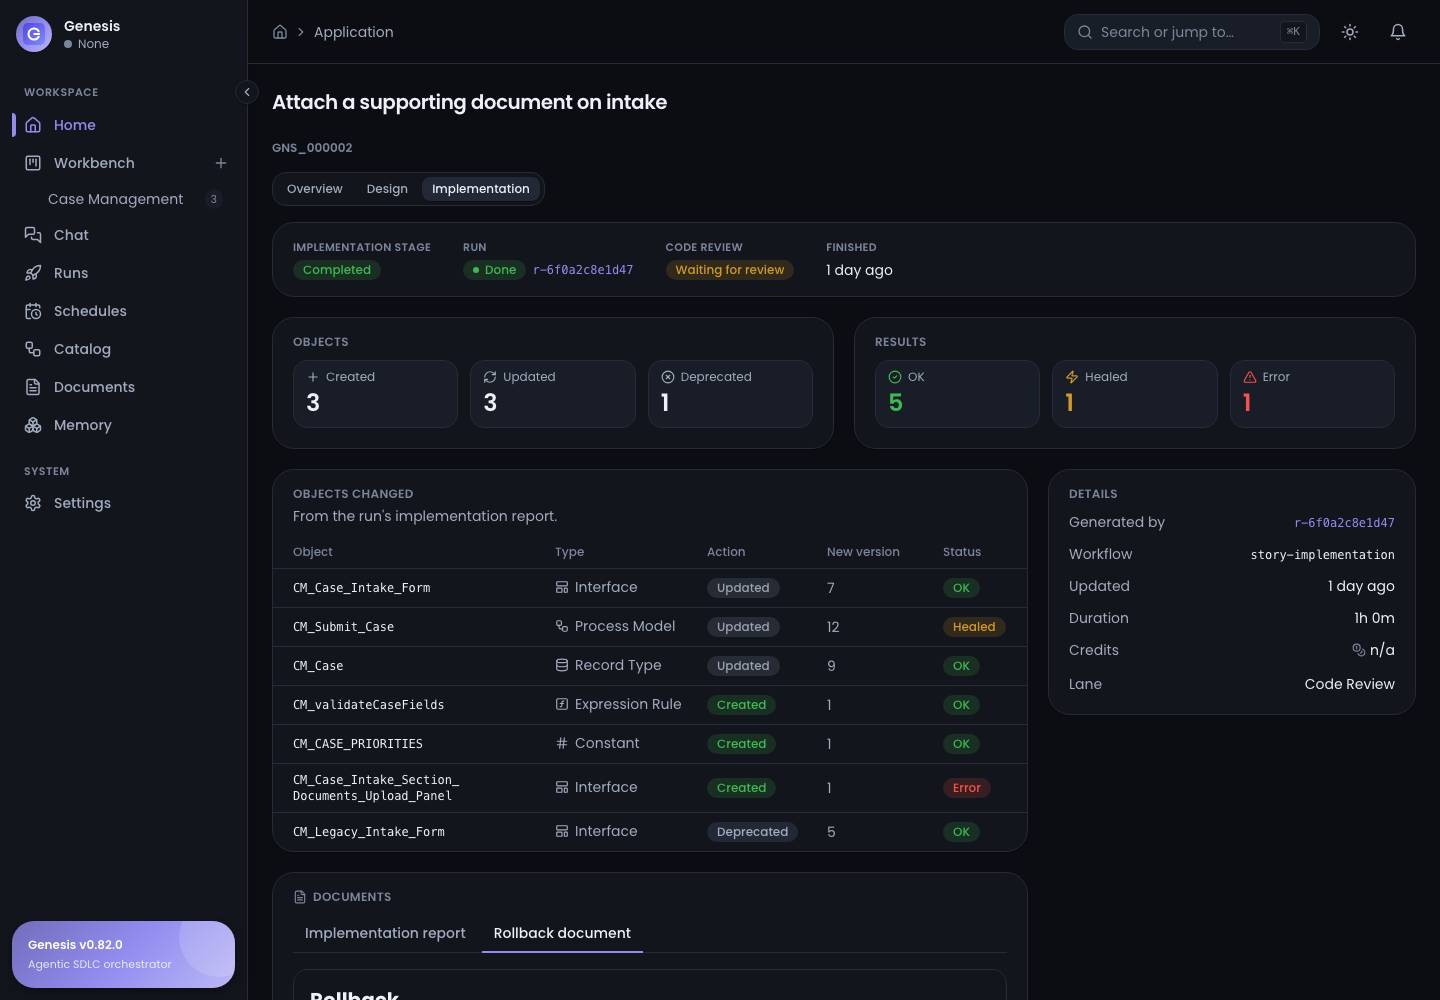 Genesis
None
WORKSPACE
Home
Workbench
Case Management 3
Chat
Runs
Schedules
Catalog
Documents
Memory
SYSTEM
Settings
Genesis v0.82.0
Agentic SDLC orchestrator
Application
Search or jump to… ⌘K
Attach a supporting document on intake
GNS_000002
Overview Design Implementation
IMPLEMENTATION STAGE RUN CODE REVIEW FINISHED
Completed Done r-6f0a2c8e1d47 Waiting for review 1 day ago
OBJECTS
Created Updated Deprecated
3 3 1
RESULTS
OK Healed Error
5 1 1
OBJECTS CHANGED
From the run's implementation report.
Object Type Action New version Status
CM_Case_Intake_Form Interface Updated 7 OK
CM_Submit_Case Process Model Updated 12 Healed
CM_Case Record Type Updated 9 OK
CM_validateCaseFields Expression Rule Created 1 OK
CM_CASE_PRIORITIES Constant Created 1 OK
CM_Case_Intake_Section_
Documents_Upload_Panel Interface Created 1 Error
CM_Legacy_Intake_Form Interface Deprecated 5 OK
DETAILS
Generated by r-6f0a2c8e1d47
Workflow story-implementation
Updated 1 day ago
Duration 1h 0m
Credits n/a
Lane Code Review
DOCUMENTS
Implementation report Rollback document
Rollback